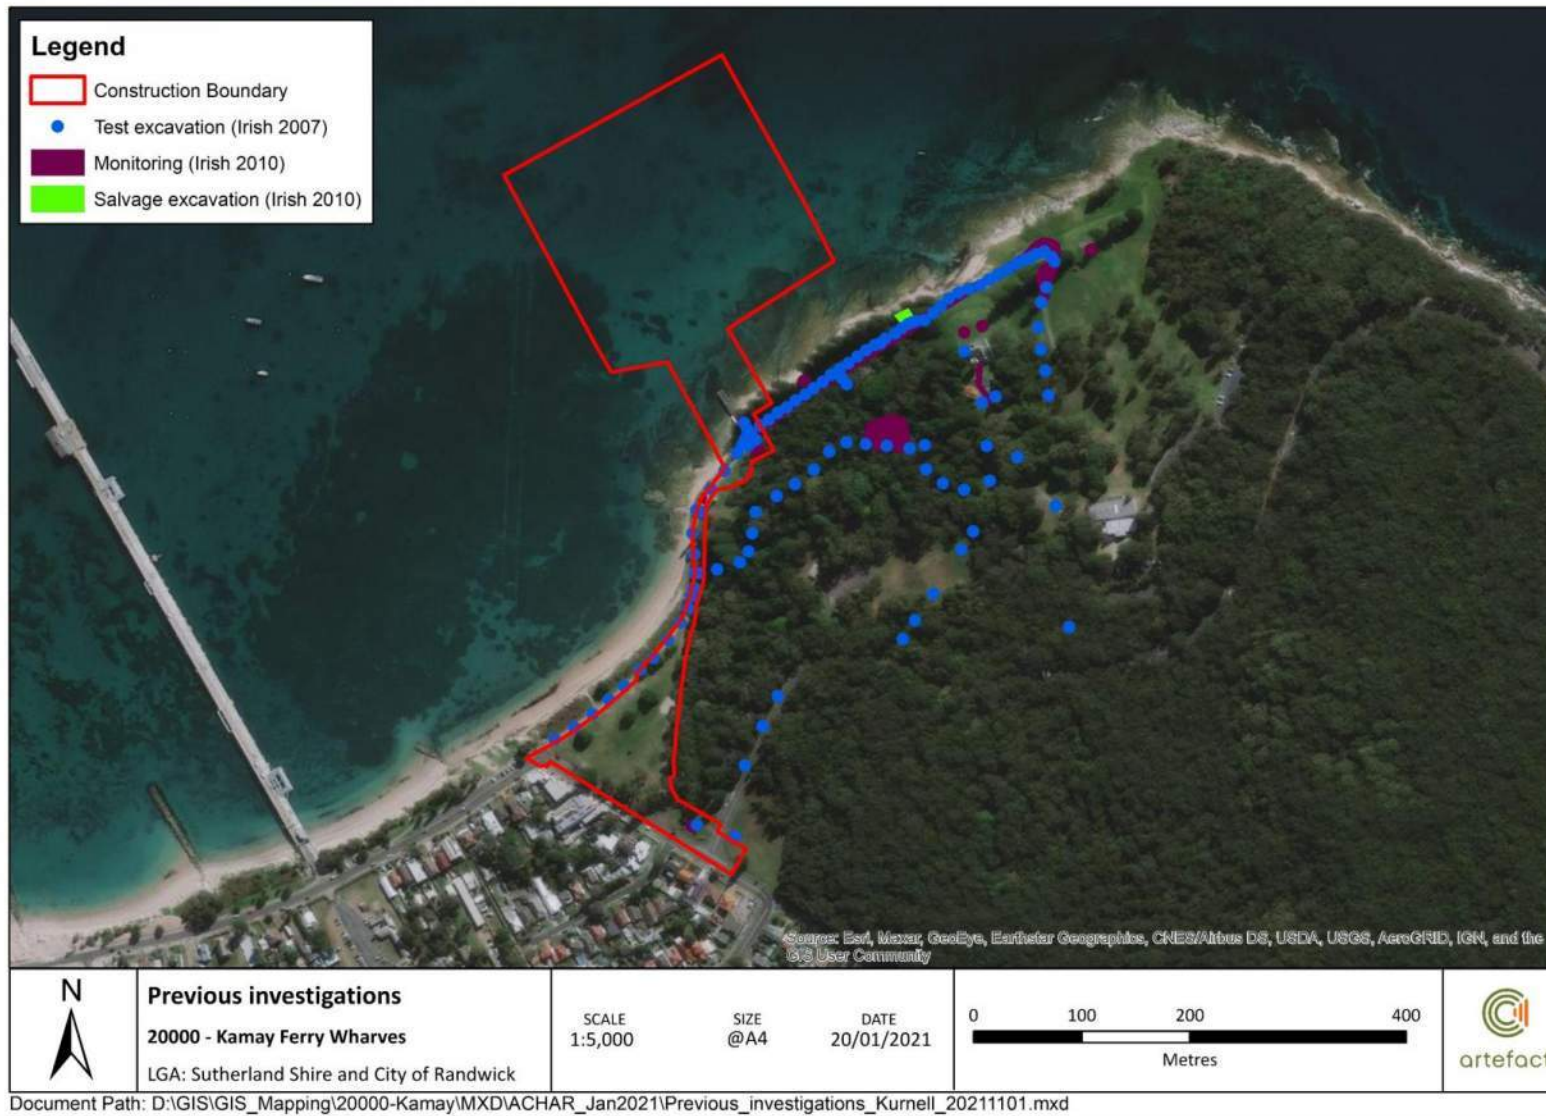 Legend
Construction Boundary
Test excavation (Irish 2007)
Monitoring (Irish 2010)
Salvage excavation (Irish 2010)
Source: Esri, Maxar, GeoEye, Earthstar Geographics, CNES/Airbus DS, USDA, USGS, AeroGRID, IGN, and the
GIS User Community
N
Previous investigations
20000 - Kamay Ferry Wharves
LGA: Sutherland Shire and City of Randwick
SCALE
1:5,000
SIZE
@A4
DATE
20/01/2021
0 100 200 400
Metres
artefact
Document Path: D:\GIS\GIS_Mapping\20000-Kamay\MXD\ACHAR_Jan2021\Previous_investigations_Kurnell_20211101.mxd